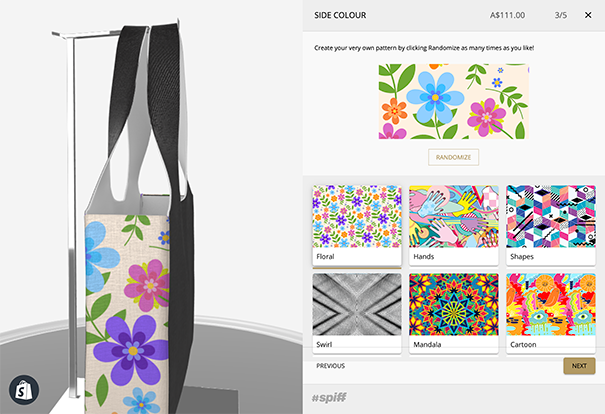 SIDE COLOUR A$111.00 3/5 ✕
Create your very own pattern by clicking Randomize as many times as you like!
RANDOMIZE
Floral Hands Shapes
Swirl Mandala Cartoon
PREVIOUS NEXT
#spiff
S